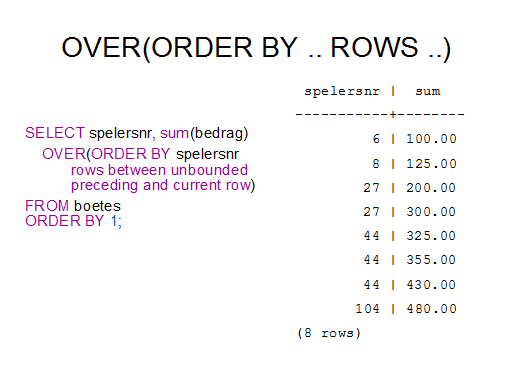 OVER(ORDER BY .. ROWS ..)
SELECT spelersnr, sum(bedrag)
OVER(ORDER BY spelersnr
rows between unbounded
preceding and current row)
FROM boetes
ORDER BY 1;
spelersnr | sum
-----------+--------
6 | 100.00
8 | 125.00
27 | 200.00
27 | 300.00
44 | 325.00
44 | 355.00
44 | 430.00
104 | 480.00
(8 rows)